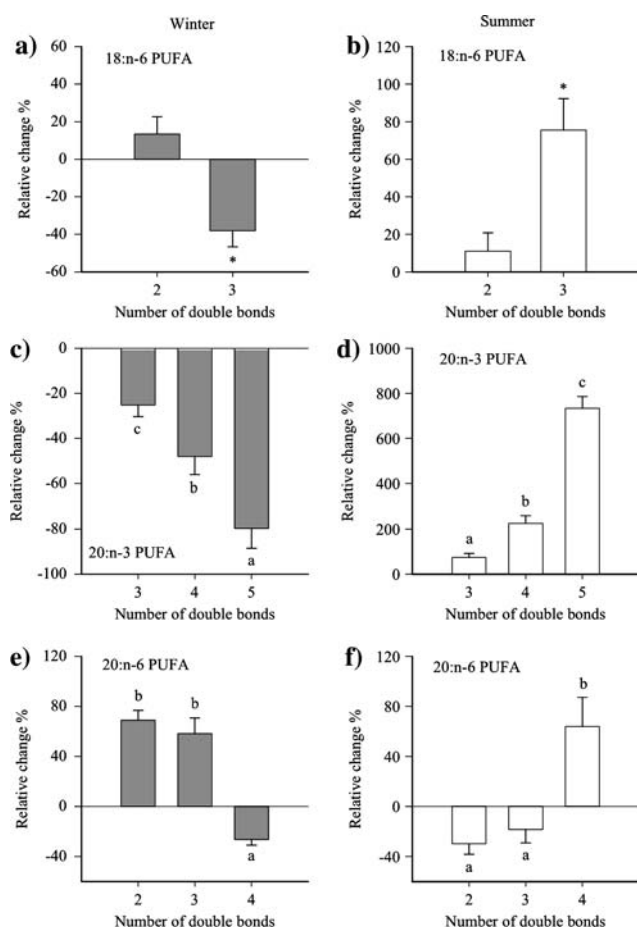 Winter
Summer
a)
18:n-6 PUFA
60
40
20
0
-20
-40
-60
Relative change %
*
2 3
Number of double bonds
b)
18:n-6 PUFA
120
100
80
60
40
20
0
Relative change %
*
2 3
Number of double bonds
c)
0
-20
-40
-60
-80
-100
Relative change %
c
b
a
20:n-3 PUFA
3 4 5
Number of double bonds
d)
20:n-3 PUFA
1000
800
600
400
200
0
Relative change %
a
b
c
3 4 5
Number of double bonds
e)
20:n-6 PUFA
120
80
40
0
-40
Relative change %
b b
a
2 3 4
Number of double bonds
f)
20:n-6 PUFA
120
80
40
0
-40
Relative change %
b
a a
2 3 4
Number of double bonds